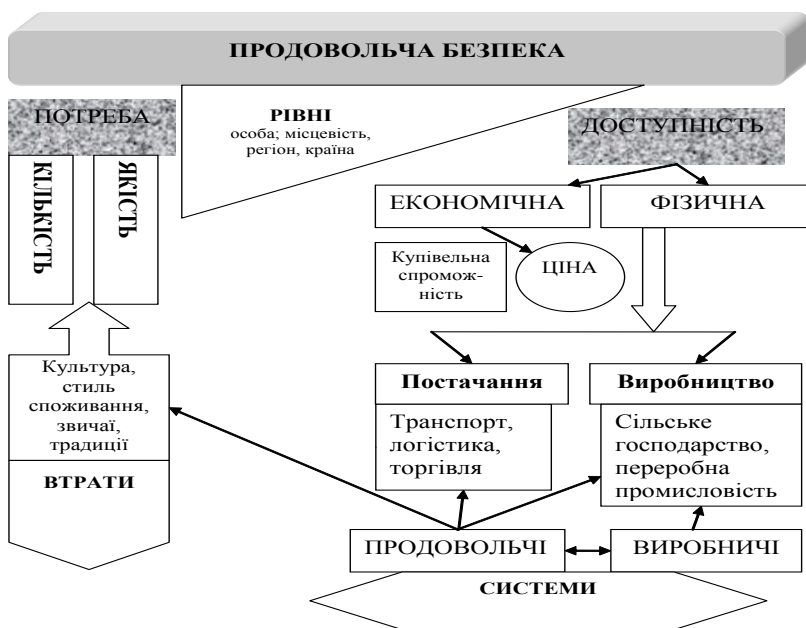 ПРОДОВОЛЬЧА БЕЗПЕКА
ПОТРЕБА
РІВНІ
особа; місцевість,
регіон, країна
ДОСТУПНІСТЬ
КІЛЬКІСТЬ
ЯКІСТЬ
ЕКОНОМІЧНА
ФІЗИЧНА
Купівельна
спромож-
ність
ЦІНА
Культура,
стиль
споживання,
звичаї,
традиції
ВТРАТИ
Постачання
Виробництво
Транспорт,
логістика,
торгівля
Сільське
господарство,
переробна
промисловість
ПРОДОВОЛЬЧІ
ВИРОБНИЧІ
СИСТЕМИ